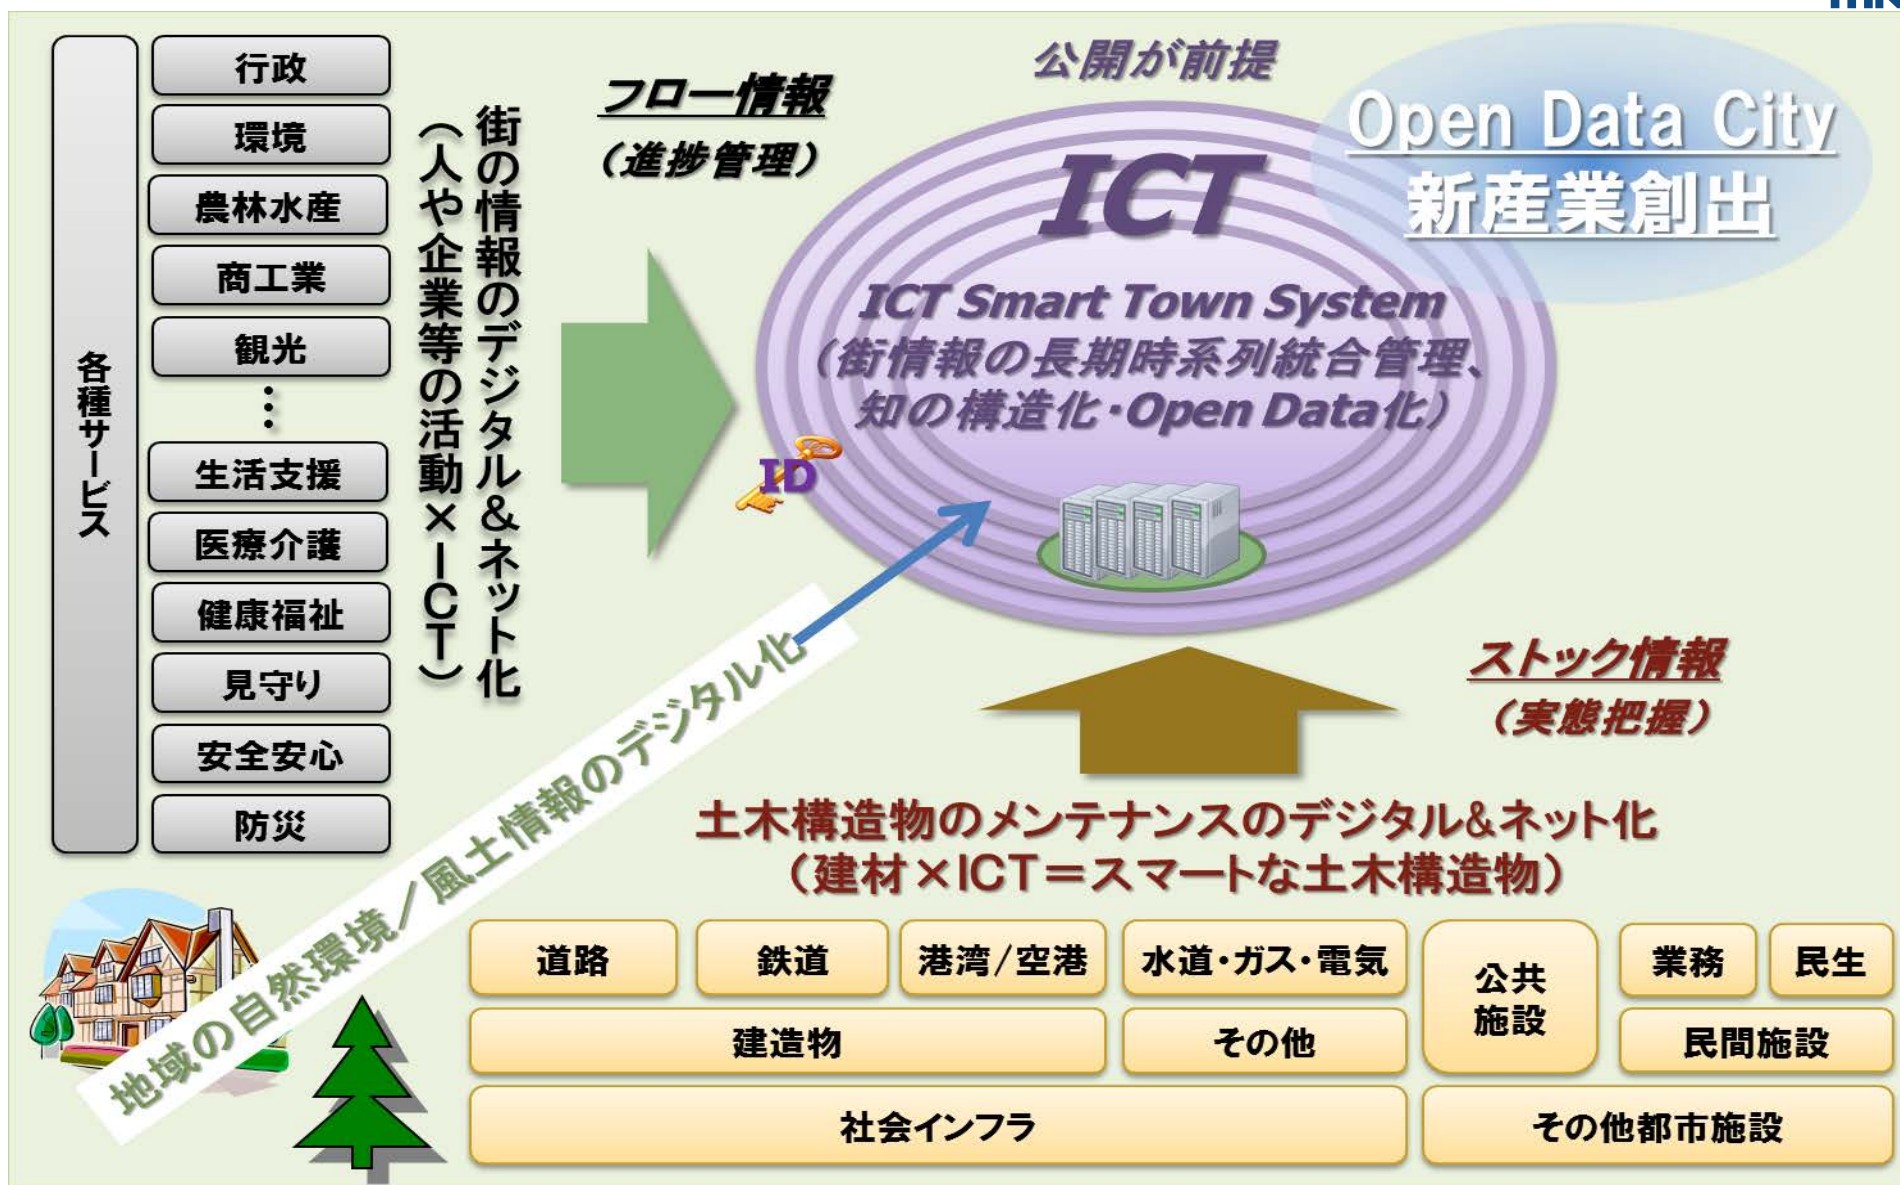 各種サービス
行政
環境
農林水産
商工業
観光
⋮
生活支援
医療介護
健康福祉
見守り
安全安心
防災
街の情報のデジタル&ネット化
(人や企業等の活動×ICT)
フロー情報
(進捗管理)
公開が前提
Open Data City
新産業創出
ICT
ICT Smart Town System
(街情報の長期時系列統合管理、
知の構造化・Open Data化)
ID
地域の自然環境/風土情報のデジタル化
ストック情報
(実態把握)
土木構造物のメンテナンスのデジタル&ネット化
(建材×ICT=スマートな土木構造物)
道路
鉄道
港湾/空港
水道・ガス・電気
公共
施設
業務
民生
建造物
その他
民間施設
社会インフラ
その他都市施設